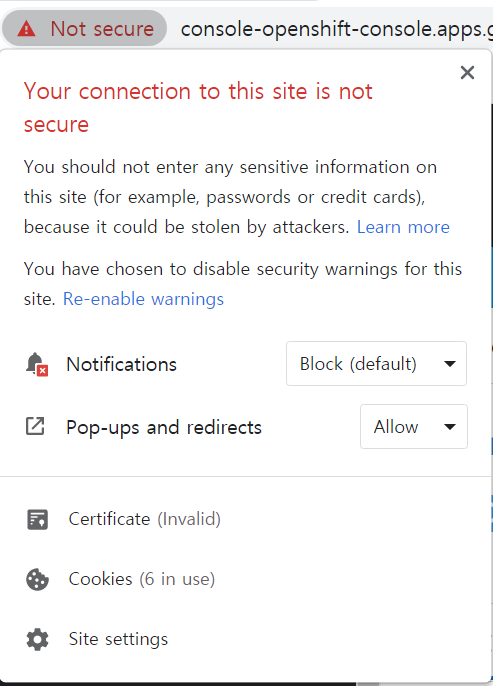 Not secure console-openshift-console.apps.g
Your connection to this site is not
secure
You should not enter any sensitive information on
this site (for example, passwords or credit cards),
because it could be stolen by attackers. Learn more
You have chosen to disable security warnings for this
site. Re-enable warnings
Notifications Block (default)
Pop-ups and redirects Allow
Certificate (Invalid)
Cookies (6 in use)
Site settings